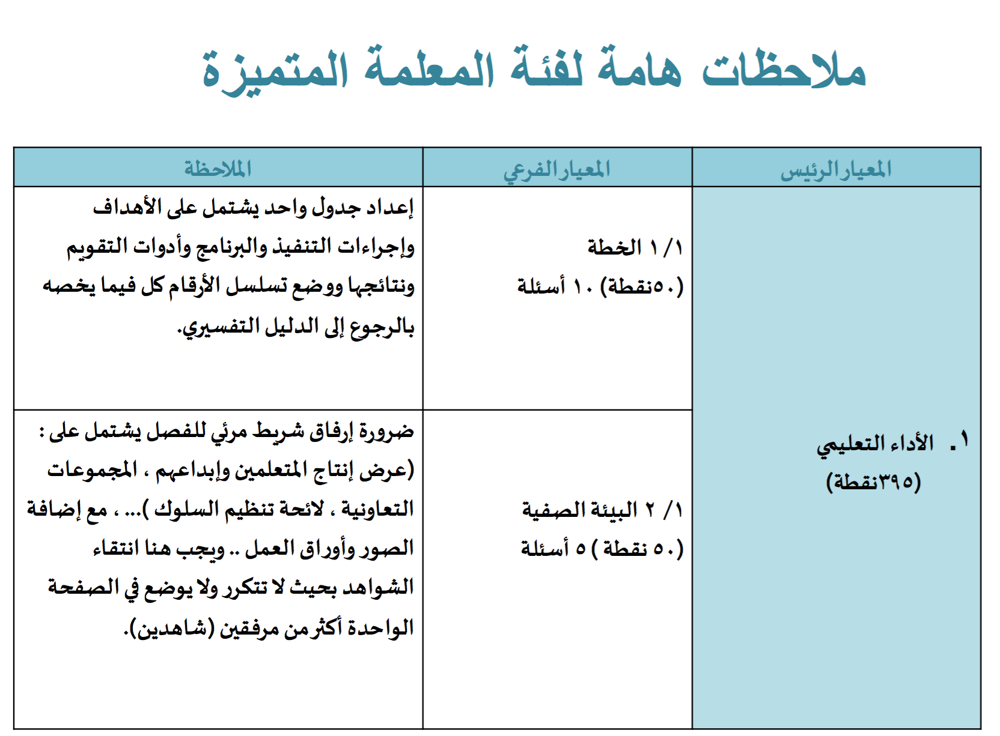 ملاحظات هامة لفئة المعلمة المتميزة
المعيار الرئيس
المعيار الفرعي
الملاحظة
١. الأداء التعليمي
(٣٩٥نقطة)
١/ ١ الخطة
(٥٠نقطة) ١٠ أسئلة
إعداد جدول واحد يشتمل على الأهداف
وإجراءات التنفيذ والبرنامج وأدوات التقويم
ونتائجها ووضع تسلسل الأرقام كل فيما يخصه
بالرجوع إلى الدليل التفسيري.
١/ ٢ البيئة الصفية
(٥٠ نقطة ) ٥ أسئلة
ضرورة إرفاق شريط مرئي للفصل يشتمل على :
(عرض إنتاج المتعلمين وإبداعهم ، المجموعات
التعاونية ، لائحة تنظيم السلوك )... ، مع إضافة
الصور وأوراق العمل .. ويجب هنا انتقاء
الشواهد بحيث لا تتكرر ولا يوضع في الصفحة
الواحدة أكثر من مرفقين (شاهدين).